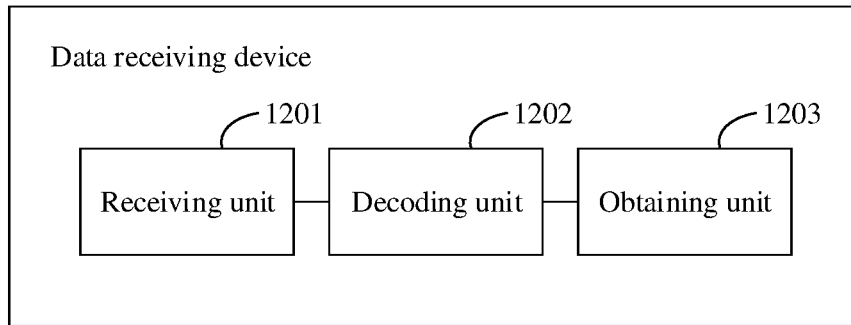 Data receiving device
1201 1202 1203
Receiving unit Decoding unit Obtaining unit